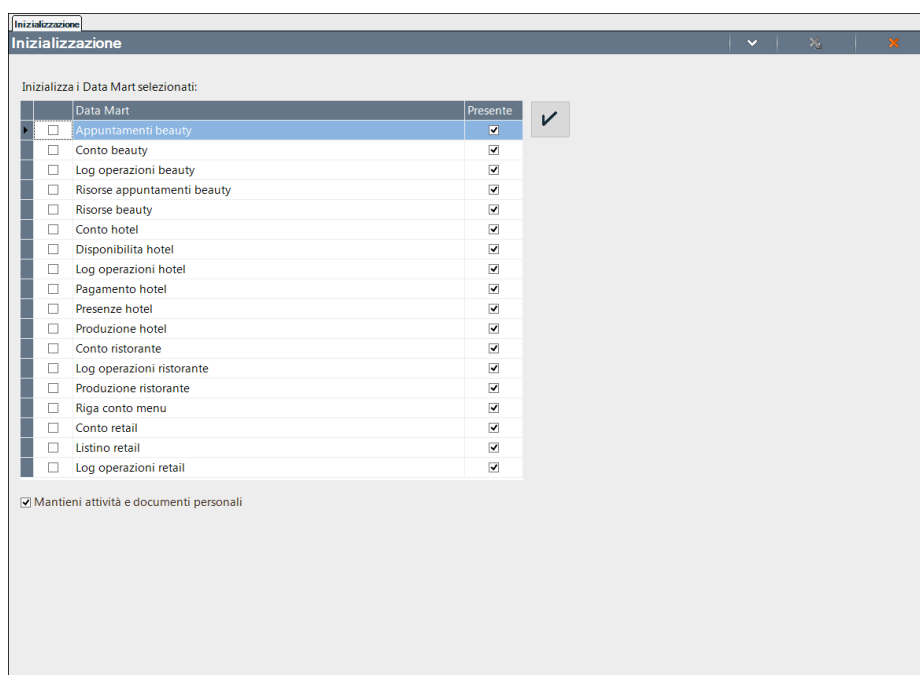 Inizializzazione
Inizializzazione
Inizializza i Data Mart selezionati:
Data Mart Presente
Appuntamenti beauty
Conto beauty
Log operazioni beauty
Risorse appuntamenti beauty
Risorse beauty
Conto hotel
Disponibilita hotel
Log operazioni hotel
Pagamento hotel
Presenze hotel
Produzione hotel
Conto ristorante
Log operazioni ristorante
Produzione ristorante
Riga conto menu
Conto retail
Listino retail
Log operazioni retail
Mantieni attività e documenti personali